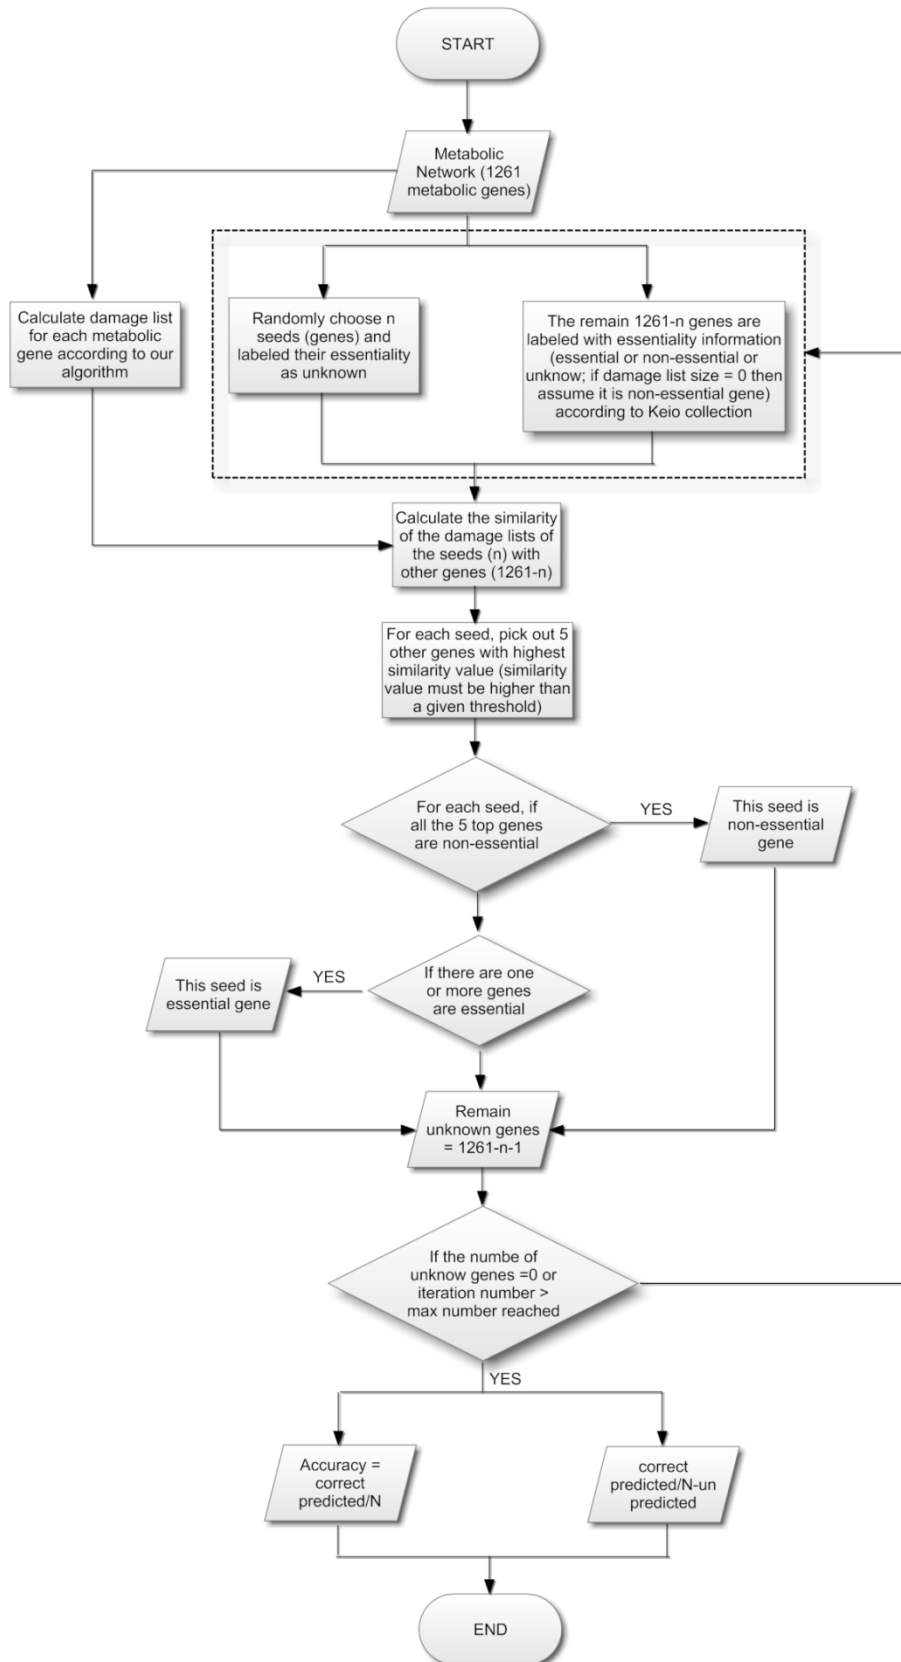 START
Metabolic
Network (1261
metabolic genes)
Calculate damage list
for each metabolic
gene according to our
algorithm
Randomly choose n
seeds (genes) and
labeled their essentiality
as unknown
The remain 1261-n genes are
labeled with essentiality information
(essential or non-essential or
unknow; if damage list size = 0 then
assume it is non-essential gene)
according to Keio collection
Calculate the similarity
of the damage lists of
the seeds (n) with
other genes (1261-n)
For each seed, pick out 5
other genes with highest
similarity value (similarity
value must be higher than
a given threshold)
For each seed, if
all the 5 top genes
are non-essential
YES
This seed is
non-essential
gene
If there are one
or more genes
are essential
YES
This seed is
essential gene
Remain
unknown genes
= 1261-n-1
If the numbe of
unknow genes =0 or
iteration number >
max number reached
YES
Accuracy =
correct
predicted/N
correct
predicted/N-un
predicted
END